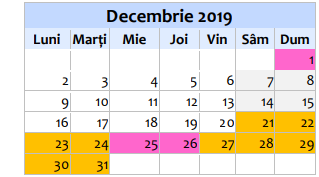 Decembrie 2019
Luni Marți Mie Joi Vin Sâm Dum
1
2 3 4 5 6 7 8
9 10 11 12 13 14 15
16 17 18 19 20 21 22
23 24 25 26 27 28 29
30 31